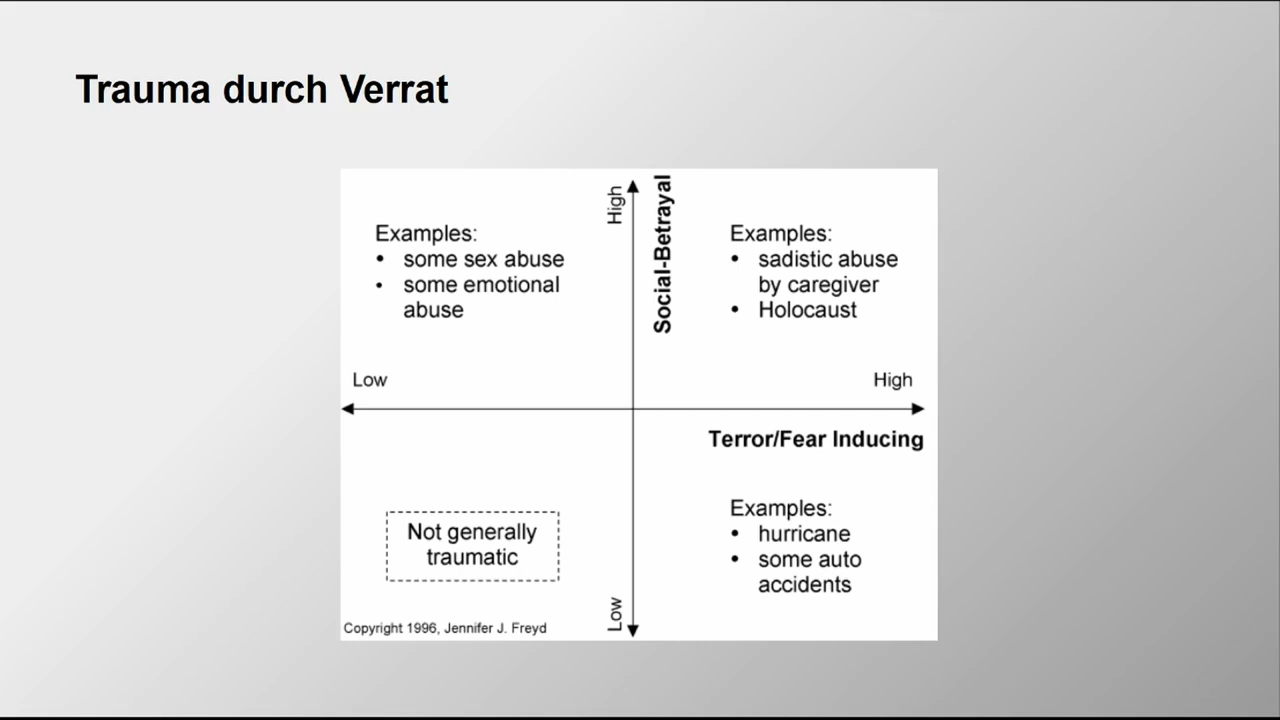 Trauma durch Verrat
High
Social-Betrayal
Examples:
• some sex abuse
• some emotional
abuse
Examples:
• sadistic abuse
by caregiver
• Holocaust
Low
High
Terror/Fear Inducing
Not generally
traumatic
Examples:
• hurricane
• some auto
accidents
Low
Copyright 1996, Jennifer J. Freyd